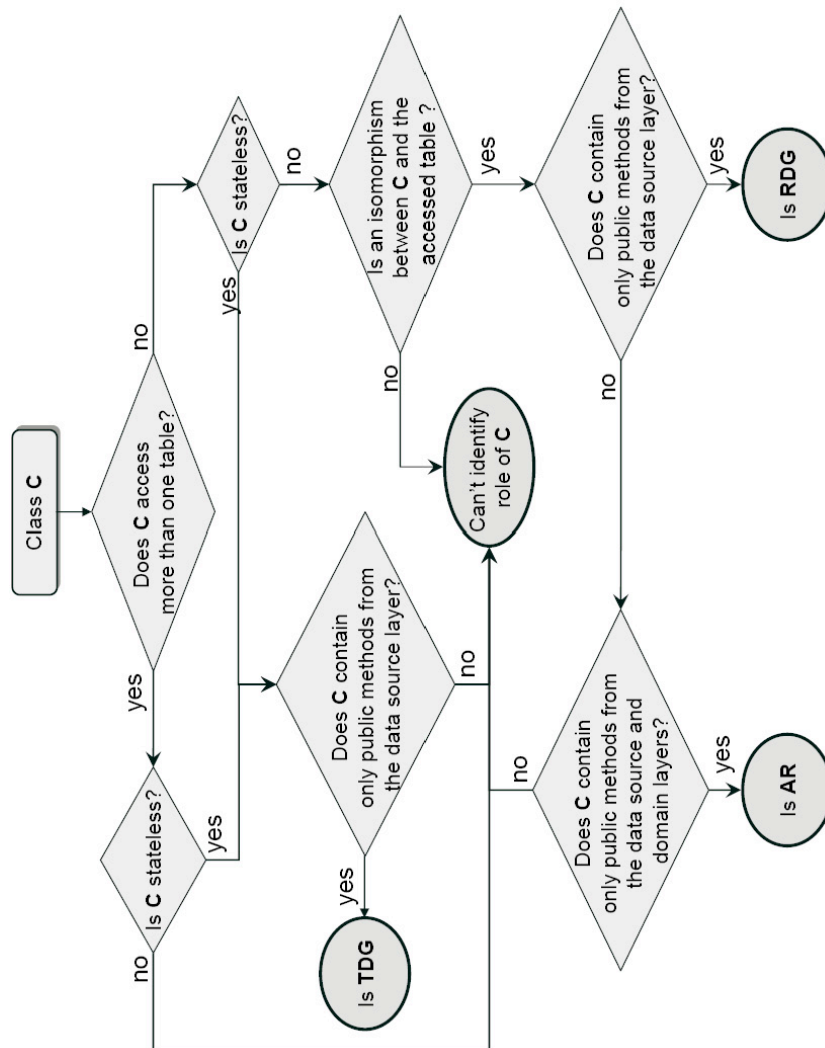 Class C
Does C access
more than one table?
yes
no
Is C stateless?
no
yes
Is C stateless?
yes
no
Does C contain
only public methods from
the data source layer?
yes
no
Is TDG
Is an isomorphism
between C and the
accessed table ?
no
yes
Can't identify
role of C
Does C contain
only public methods from
the data source layer?
no
yes
Does C contain
only public methods from
the data source and
domain layers?
no
yes
Is AR
Is RDG